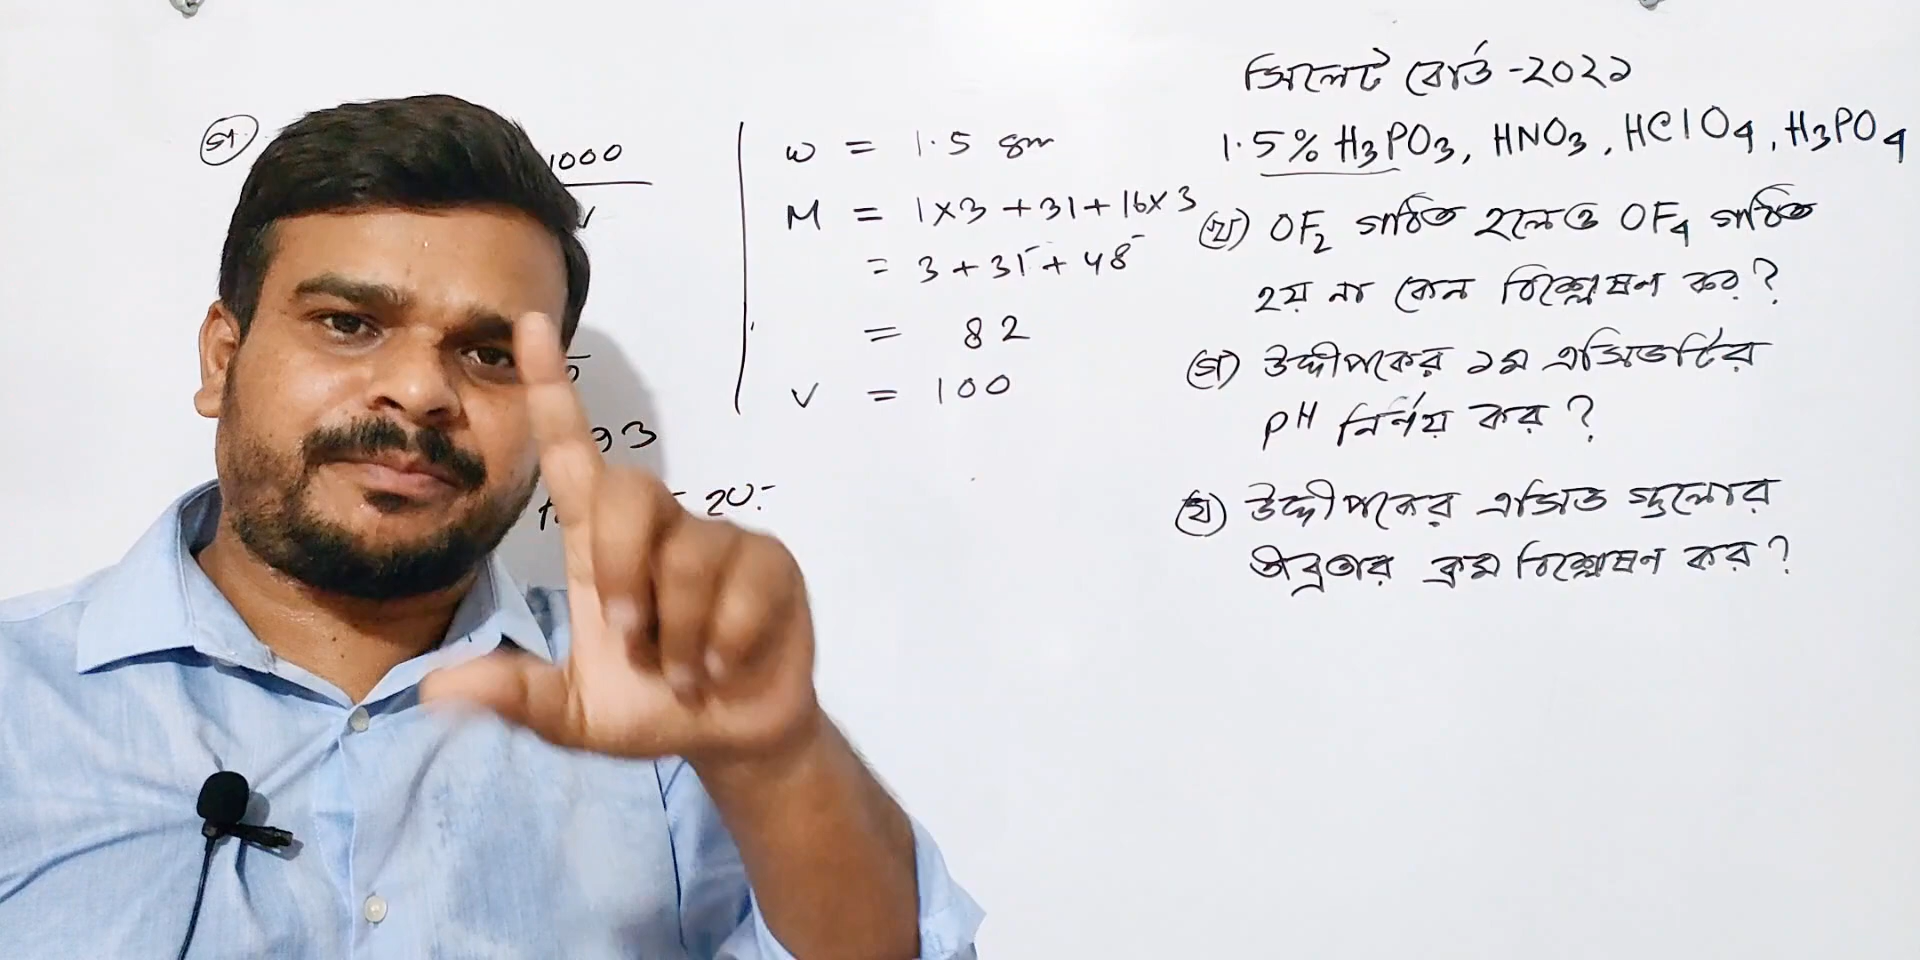 গ
1000
w = 1.5 gm
M = 1×3 + 31 + 16×3
= 3 + 31 + 48
= 82
V = 100
93
সিলেট বোর্ড -২০২১
1.5% H₃PO₃, HNO₃, HClO₄, H₃PO₄
(খ) OF₂ গঠিত হলেও OF₄ গঠিত
হয় না কেন বিশ্লেষণ কর?
(গ) উদ্দীপকের ১ম এসিডটির
pH নির্ণয় কর?
(ঘ) উদ্দীপকের এসিড গুলোর
তীব্রতার ক্রম বিশ্লেষণ কর?